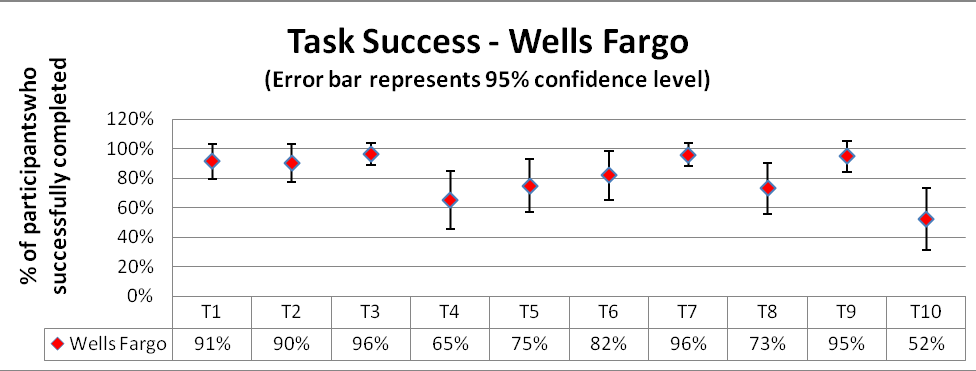 Task Success - Wells Fargo
(Error bar represents 95% confidence level)
% of participantswho
successfully completed
120%
100%
80%
60%
40%
20%
0%
T1 T2 T3 T4 T5 T6 T7 T8 T9 T10
Wells Fargo 91% 90% 96% 65% 75% 82% 96% 73% 95% 52%